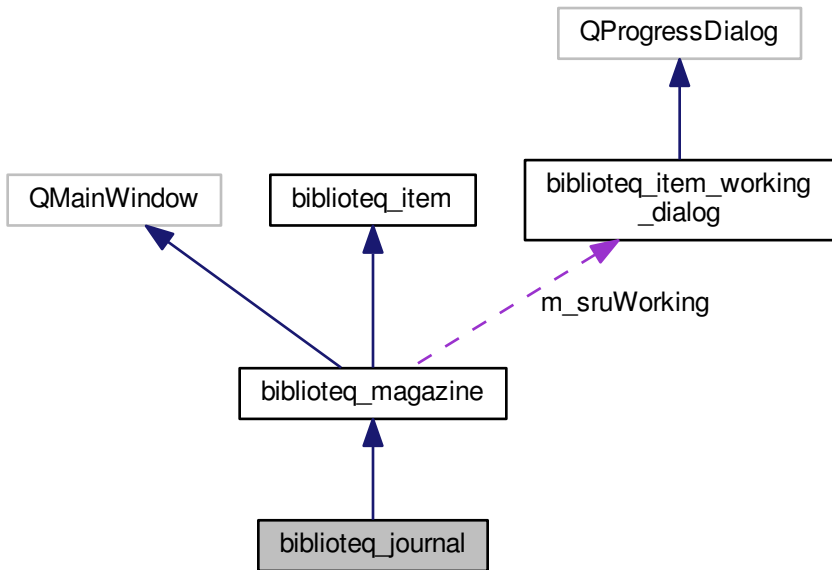 QProgressDialog
QMainWindow
biblioteq_item
biblioteq_item_working
_dialog
m_sruWorking
biblioteq_magazine
biblioteq_journal